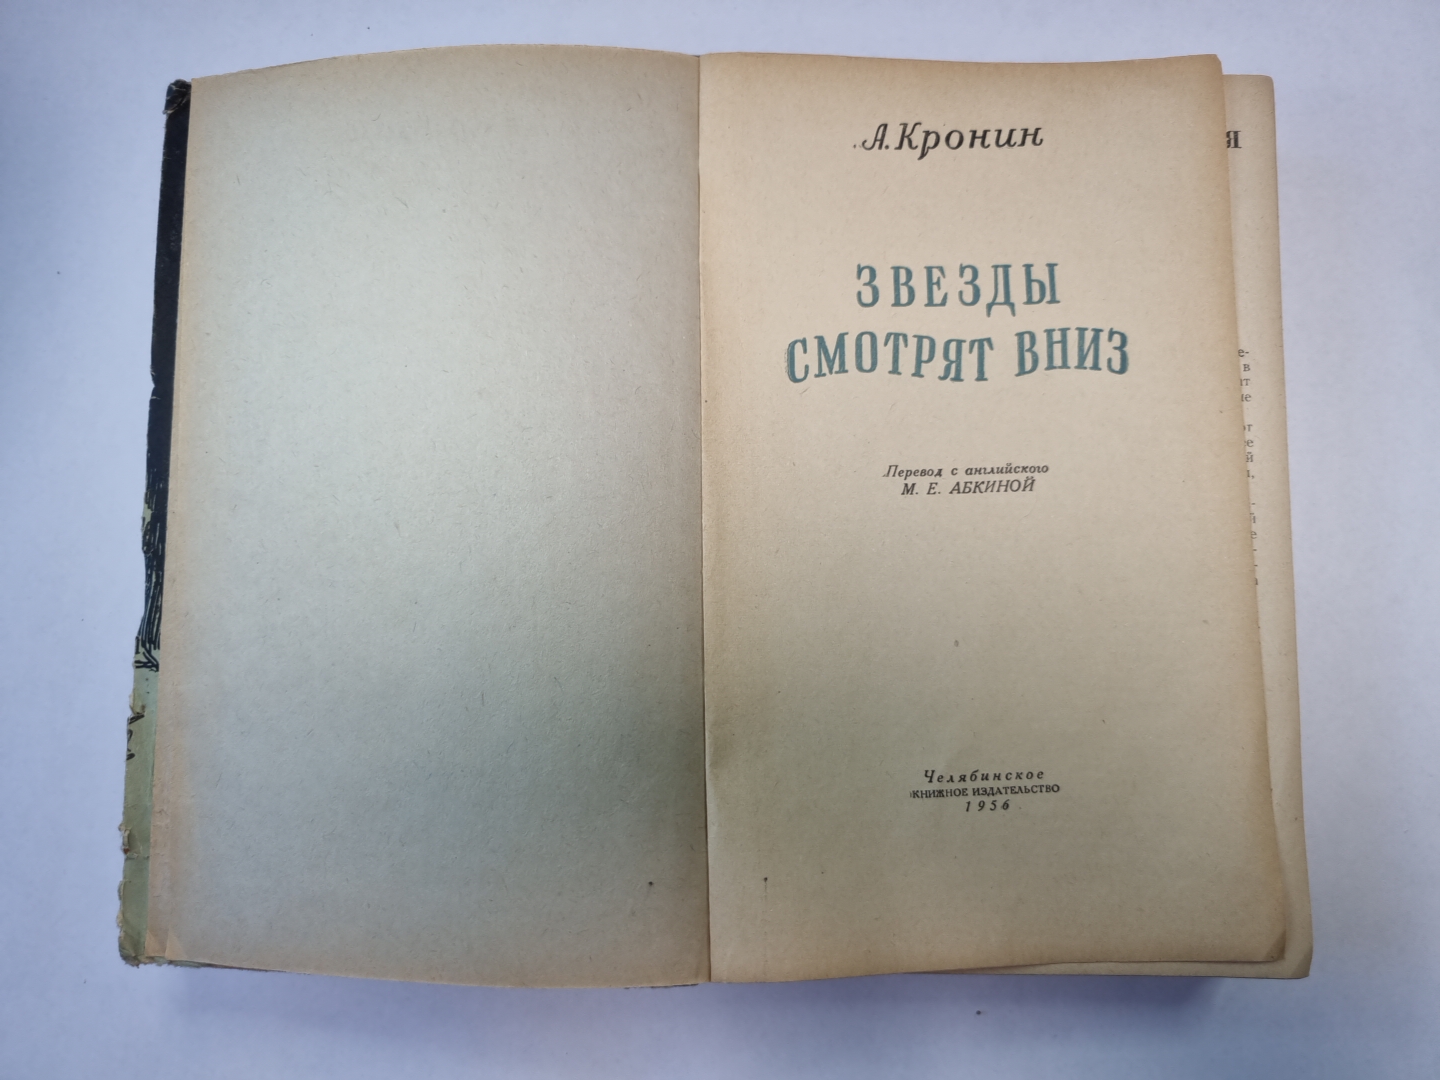 А. Кронин
ЗВЕЗДЫ
СМОТРЯТ ВНИЗ
Перевод с английского
М. Е. АБКИНОЙ
Челябинское
КНИЖНОЕ ИЗДАТЕЛЬСТВО
1956